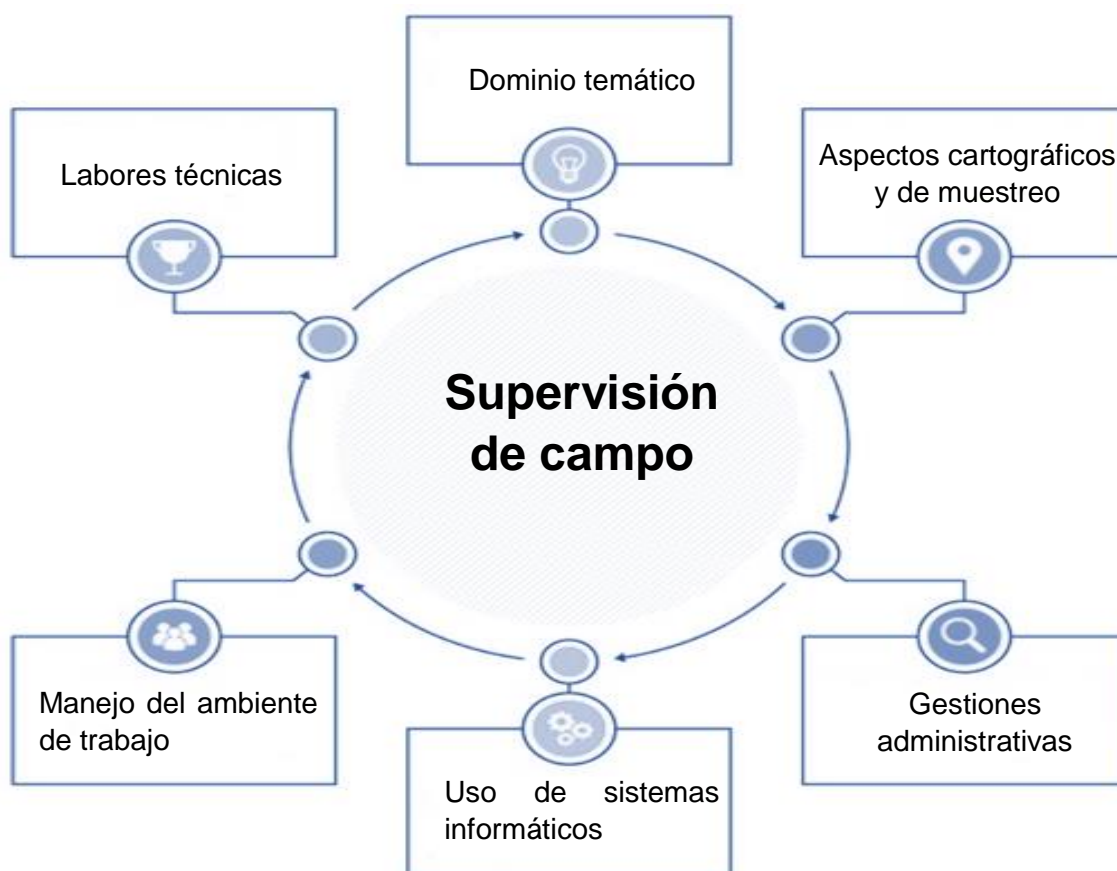 Dominio temático
Labores técnicas
Aspectos cartográficos
y de muestreo
Supervisión
de campo
Manejo del ambiente
de trabajo
Gestiones
administrativas
Uso de sistemas
informáticos